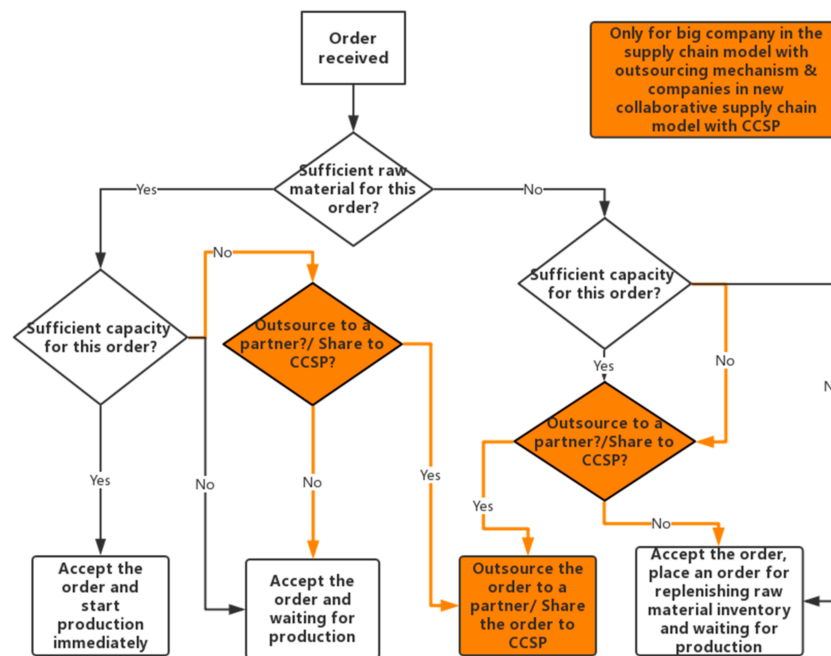 Order
received
Only for big company in the
supply chain model with
outsourcing mechanism &
companies in new
collaborative supply chain
model with CCSP
Sufficient raw
material for this
order?
Yes
No
No
Sufficient capacity
for this order?
Outsource to a
partner?/ Share to
CCSP?
Sufficient capacity
for this order?
No
Yes
Outsource to a
partner?/Share to
CCSP?
Yes
No
No
Yes
Yes
No
Accept the
order and
start
production
immediately
Accept the
order and
waiting for
production
Outsource the
order to a
partner/ Share
the order to
CCSP
Accept the order,
place an order for
replenishing raw
material inventory
and waiting for
production